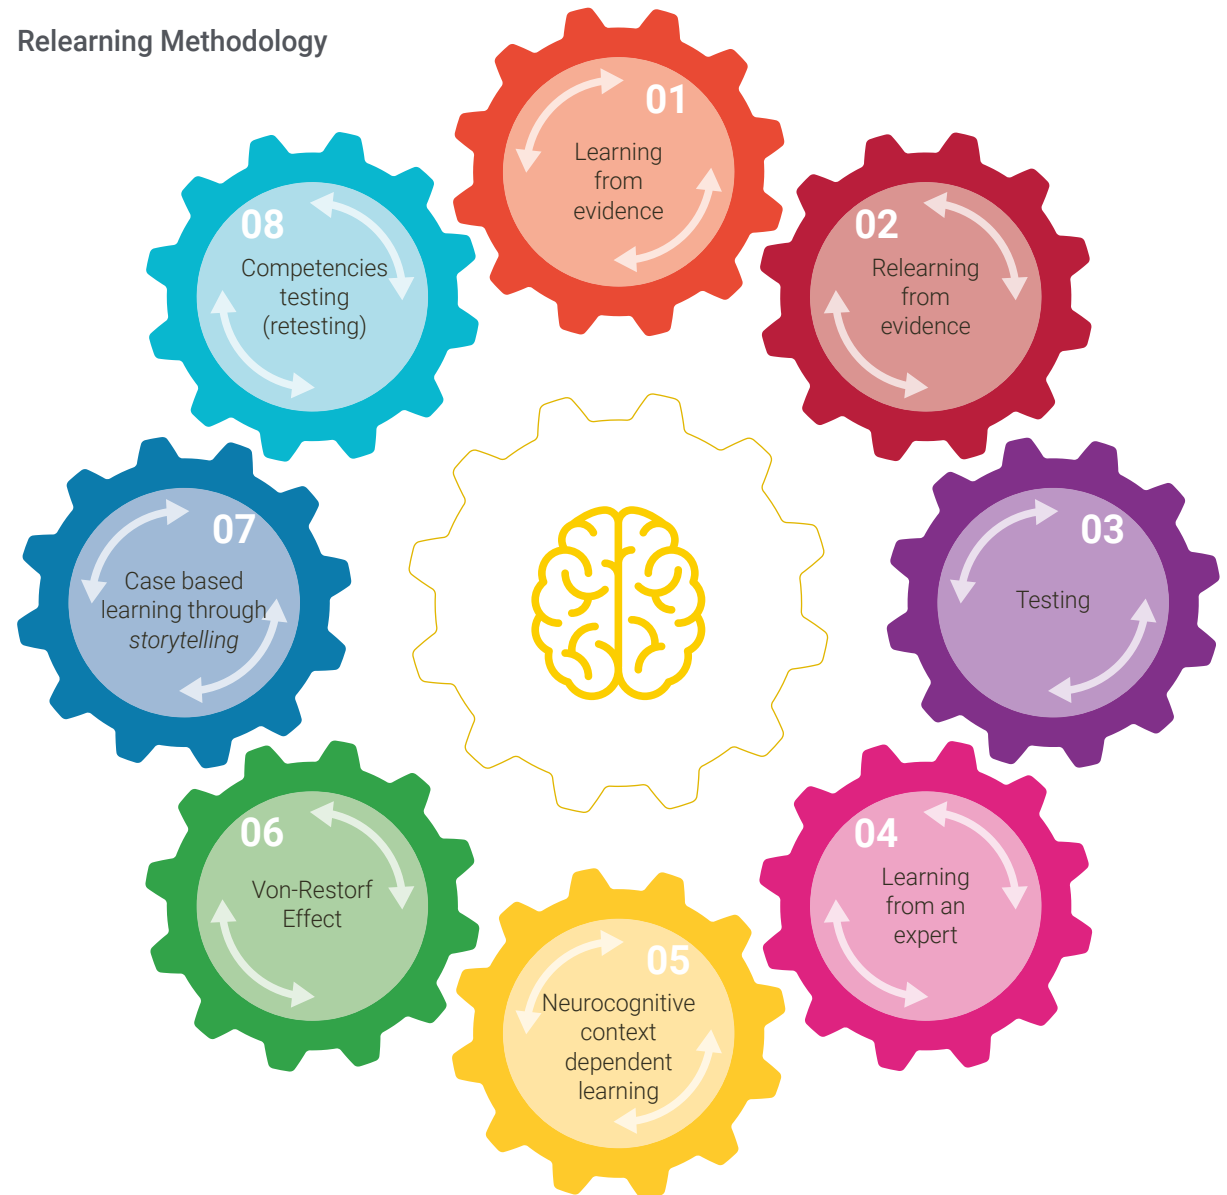 Relearning Methodology
01
Learning
from
evidence
02
Relearning
from
evidence
03
Testing
04
Learning
from an
expert
05
Neurocognitive
context
dependent
learning
06
Von-Restorf
Effect
07
Case based
learning through
storytelling
08
Competencies
testing
(retesting)